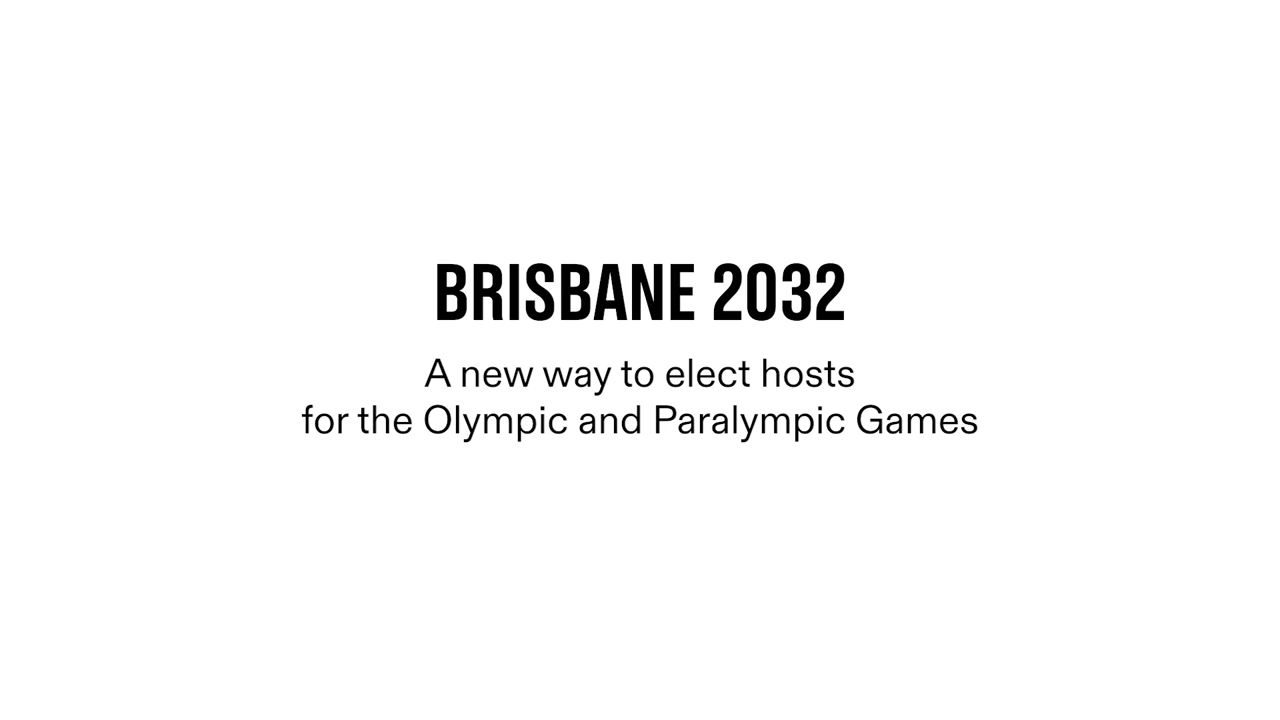 BRISBANE 2032
A new way to elect hosts
for the Olympic and Paralympic Games